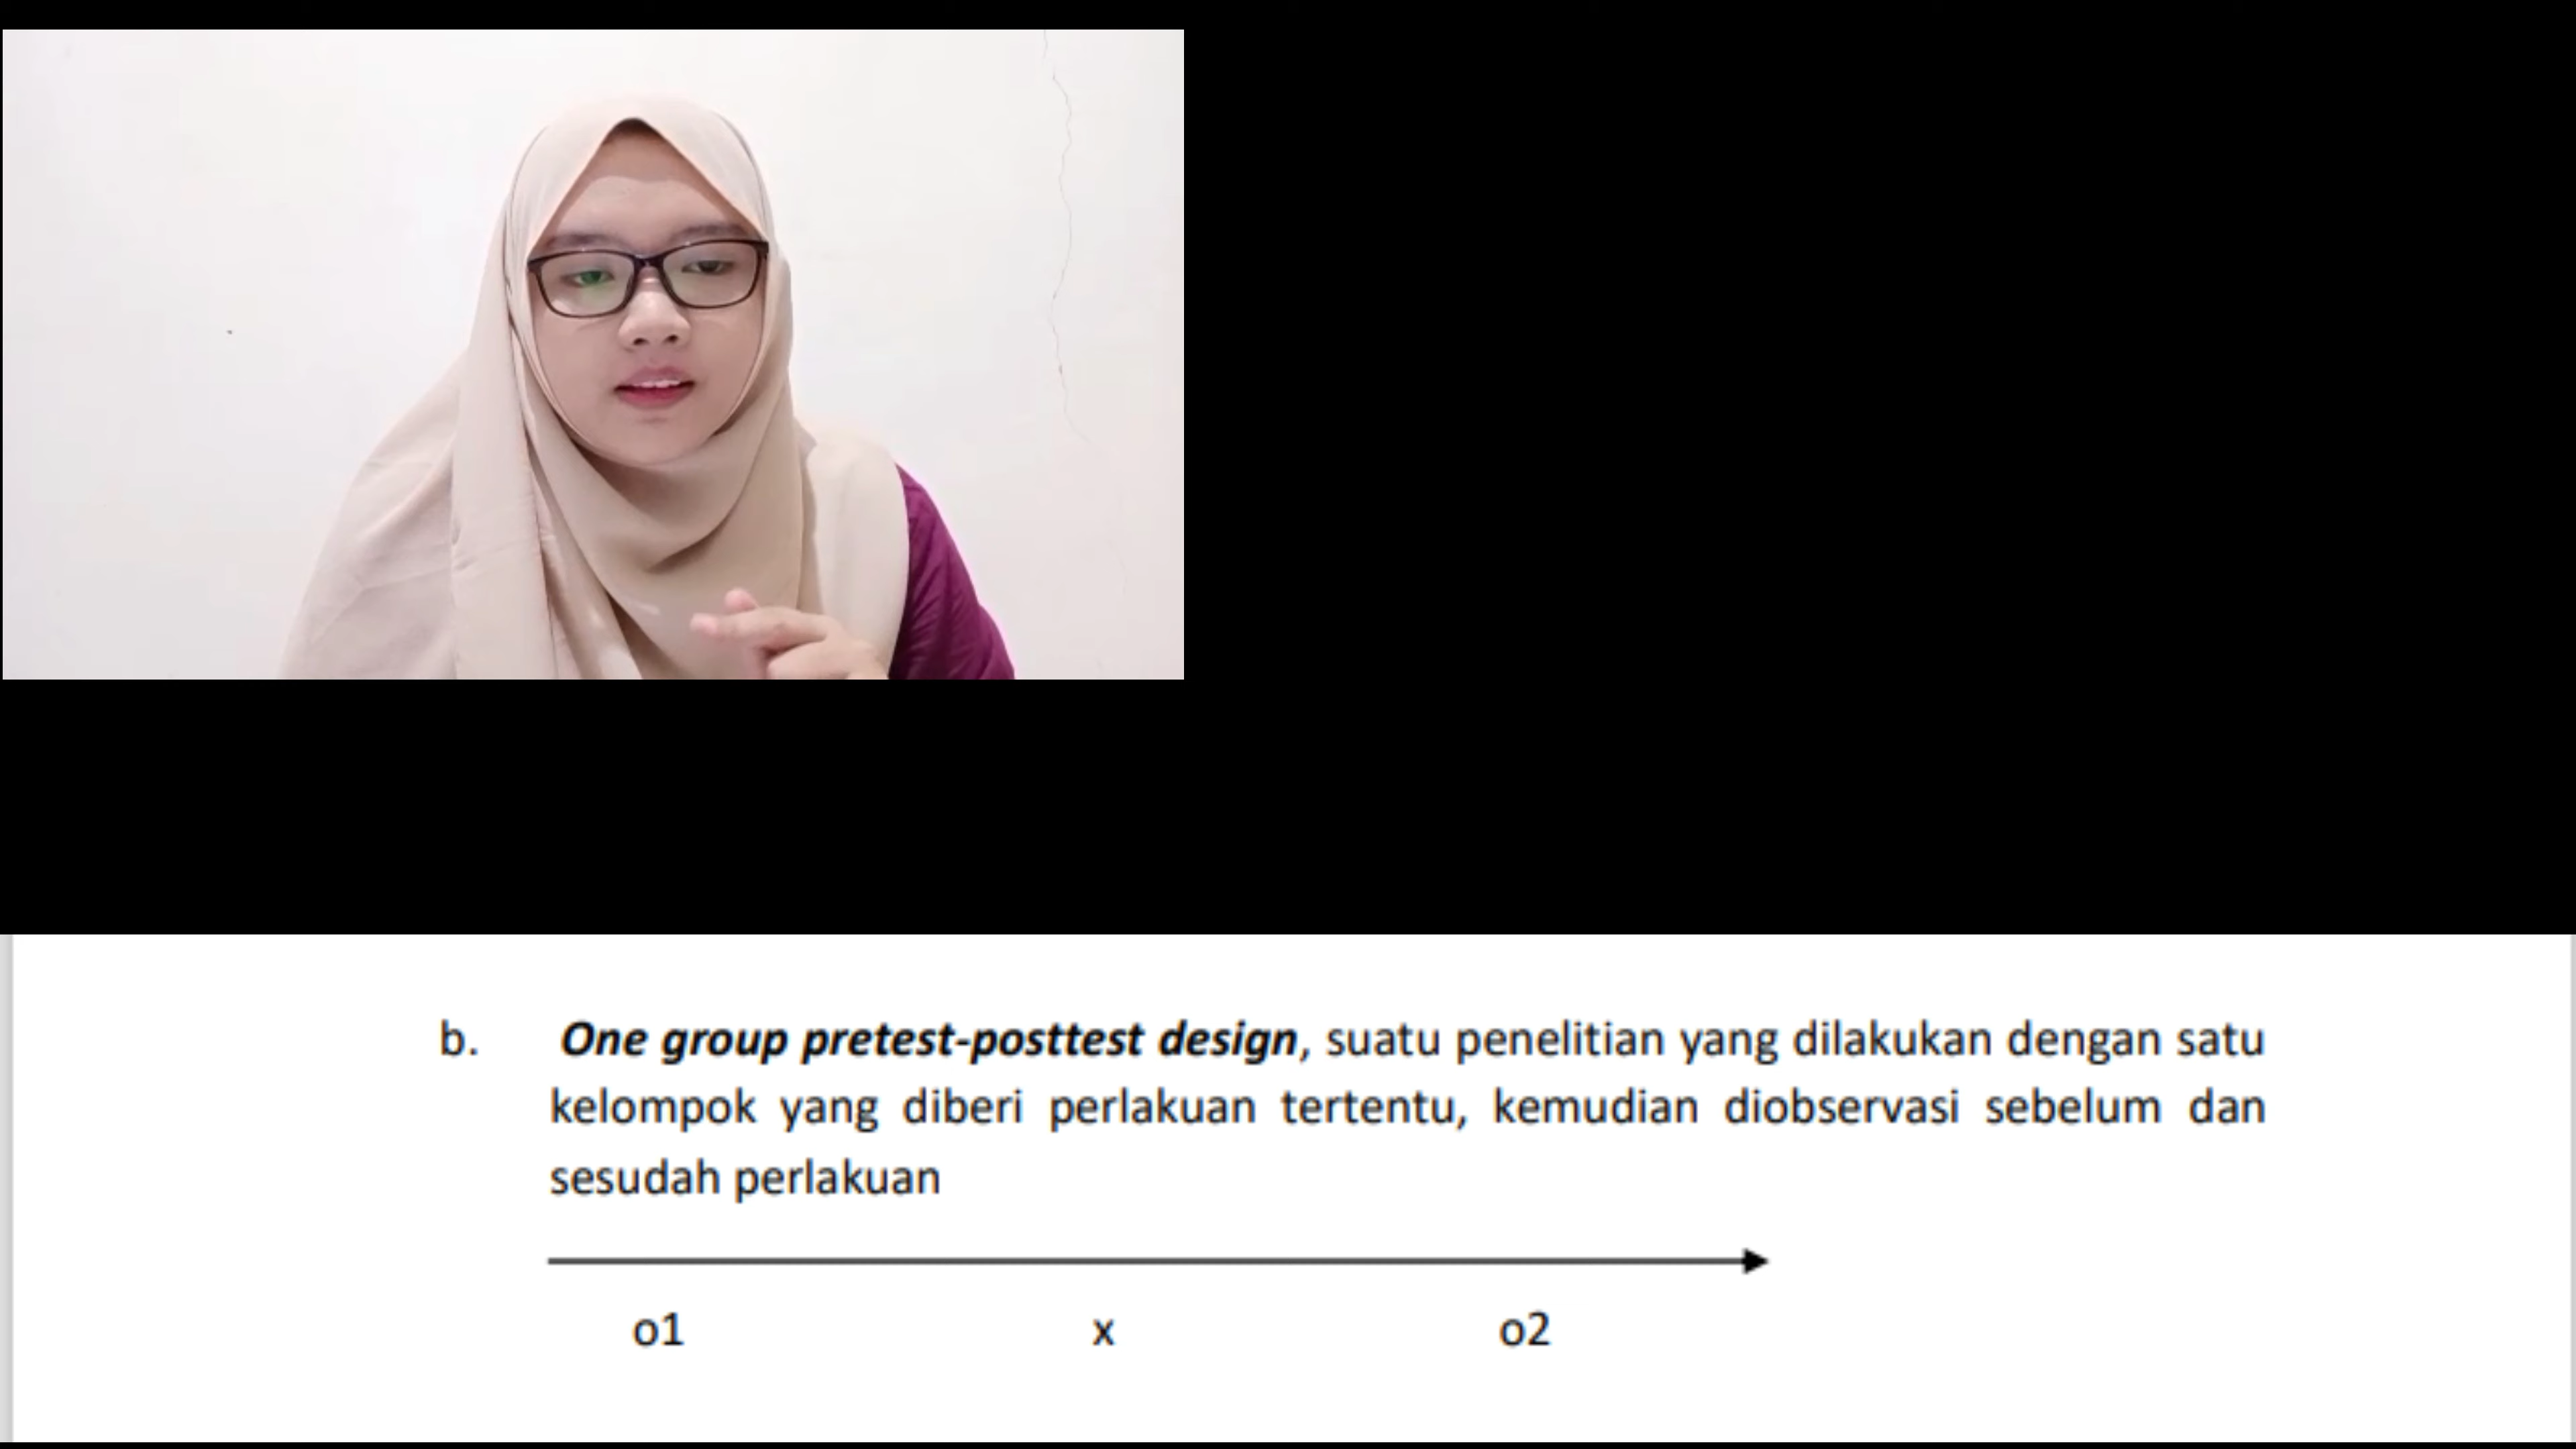 b. One group pretest-posttest design, suatu penelitian yang dilakukan dengan satu
kelompok yang diberi perlakuan tertentu, kemudian diobservasi sebelum dan
sesudah perlakuan
o1 x o2